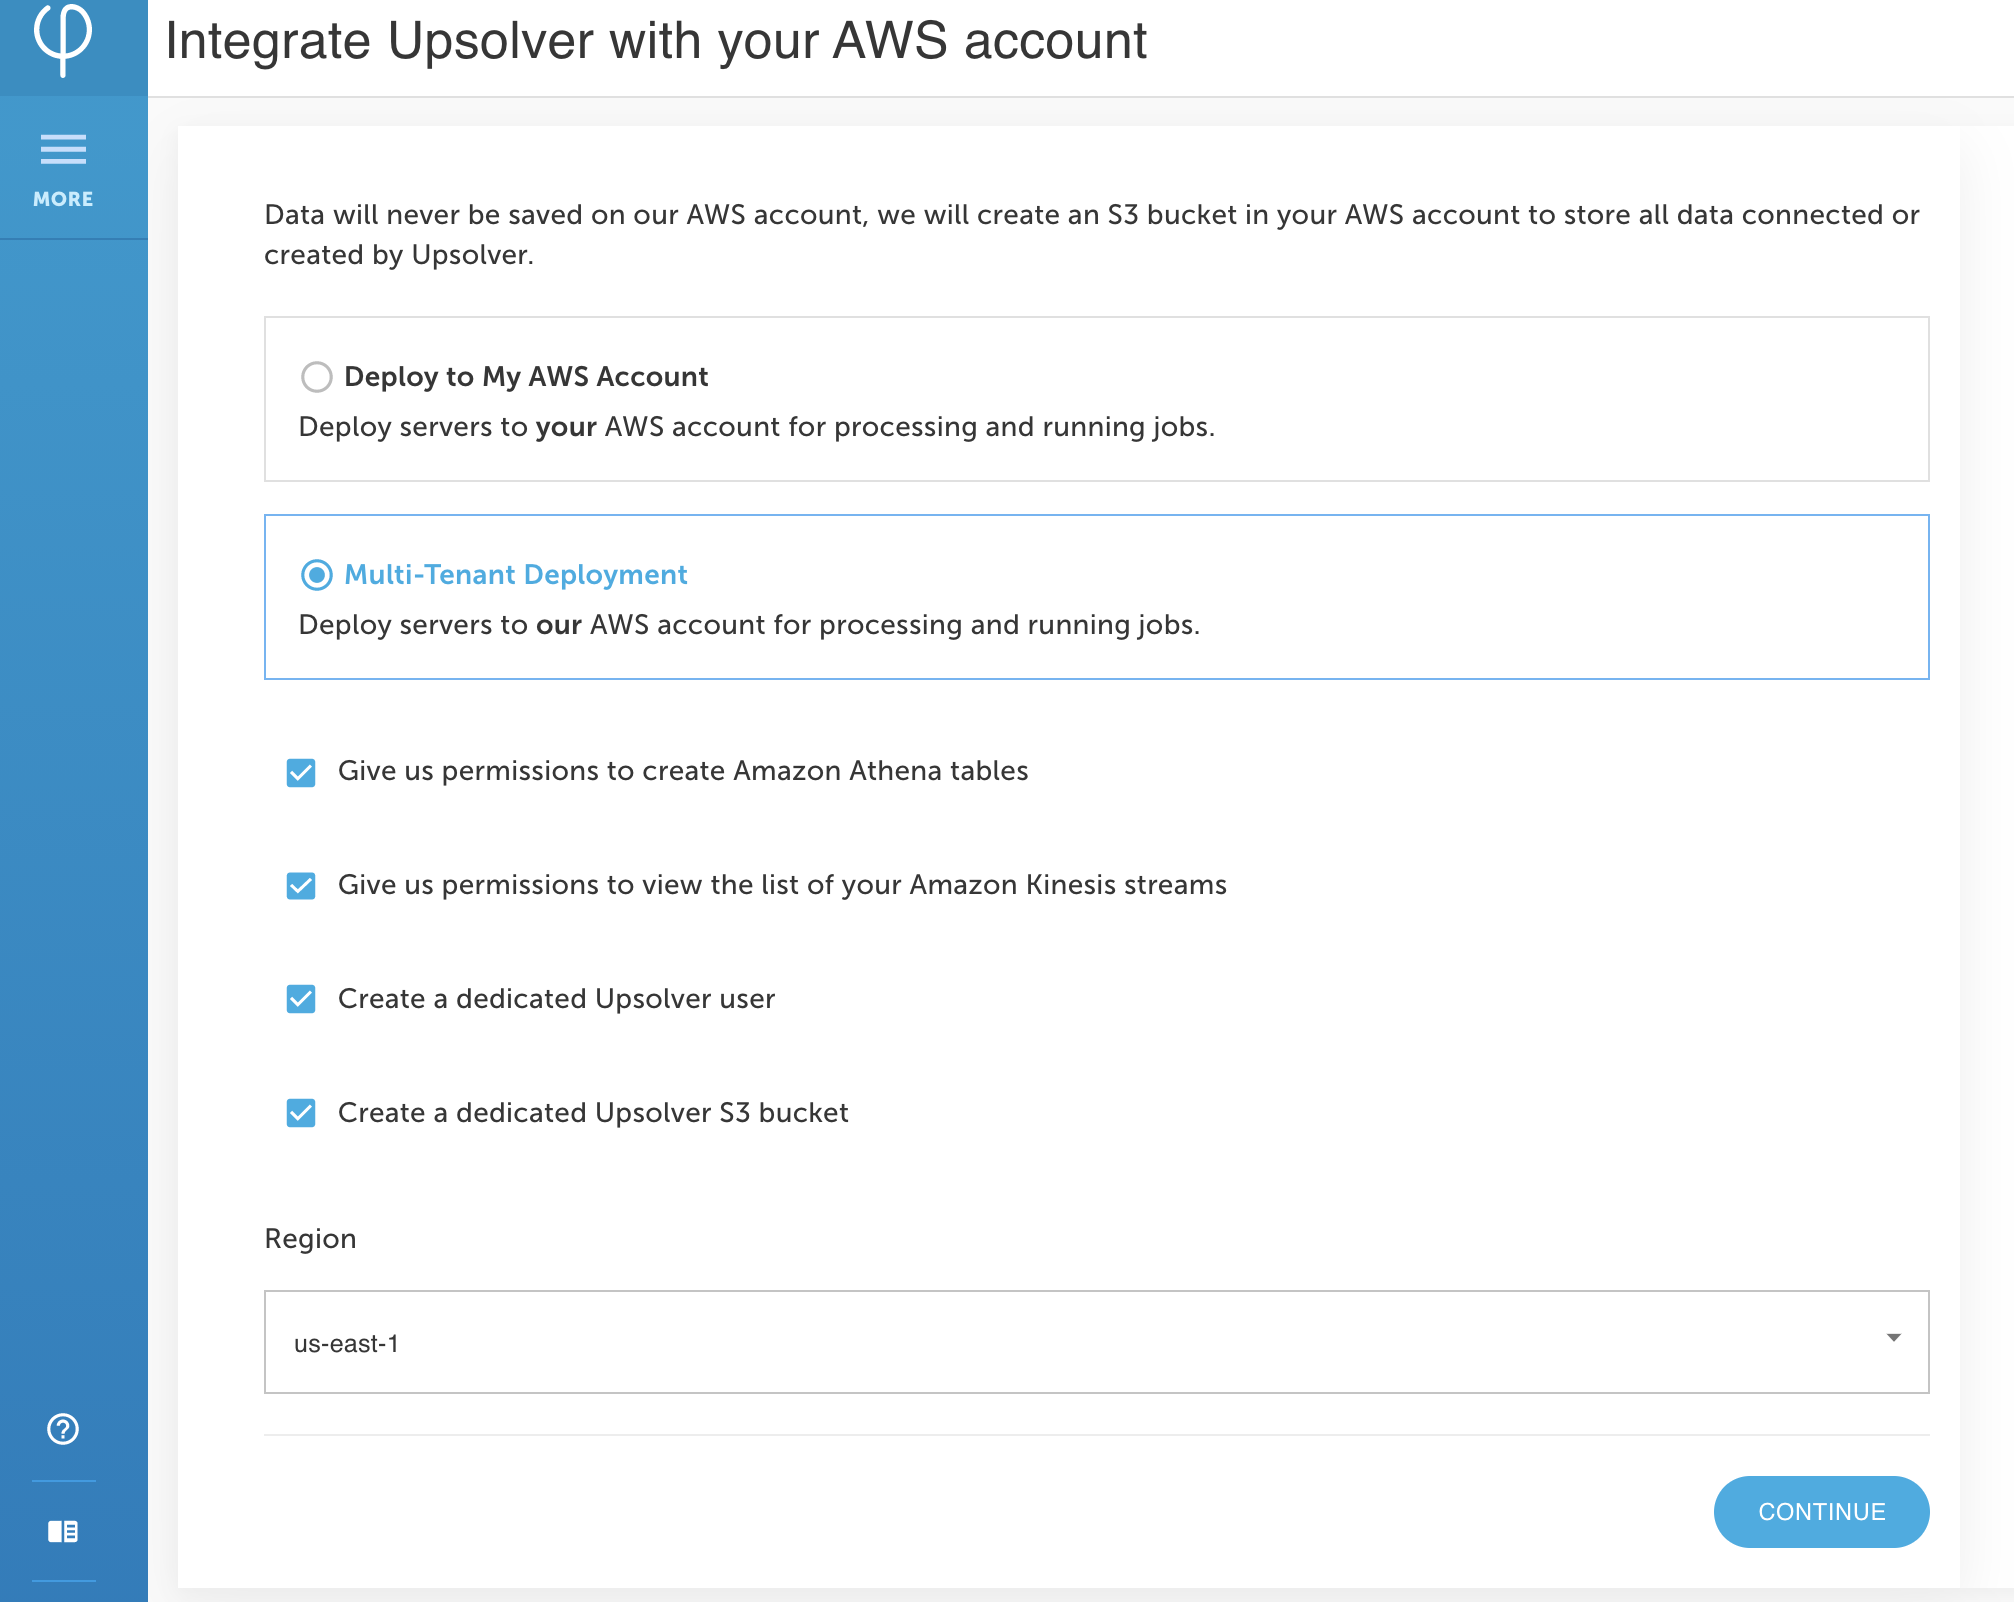 Integrate Upsolver with your AWS account
MORE
Data will never be saved on our AWS account, we will create an S3 bucket in your AWS account to store all data connected or
created by Upsolver.
Deploy to My AWS Account
Deploy servers to your AWS account for processing and running jobs.
Multi-Tenant Deployment
Deploy servers to our AWS account for processing and running jobs.
Give us permissions to create Amazon Athena tables
Give us permissions to view the list of your Amazon Kinesis streams
Create a dedicated Upsolver user
Create a dedicated Upsolver S3 bucket
Region
us-east-1
CONTINUE